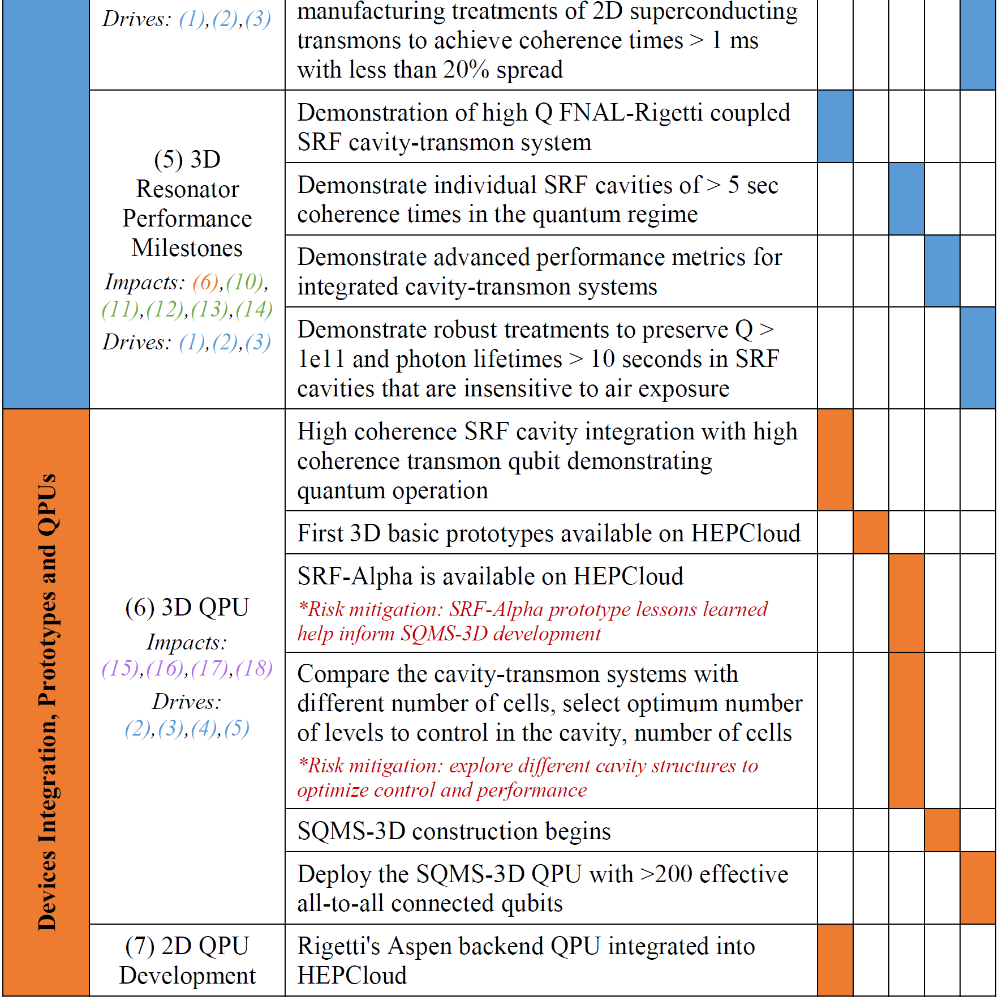 Drives: (1),(2),(3)
manufacturing treatments of 2D superconducting
transmons to achieve coherence times > 1 ms
with less than 20% spread
(5) 3D
Resonator
Performance
Milestones
Impacts: (6),(10),
(11),(12),(13),(14)
Drives: (1),(2),(3)
Demonstration of high Q FNAL-Rigetti coupled
SRF cavity-transmon system
Demonstrate individual SRF cavities of > 5 sec
coherence times in the quantum regime
Demonstrate advanced performance metrics for
integrated cavity-transmon systems
Demonstrate robust treatments to preserve Q >
1e11 and photon lifetimes > 10 seconds in SRF
cavities that are insensitive to air exposure
Devices Integration, Prototypes and QPUs
(6) 3D QPU
Impacts:
(15),(16),(17),(18)
Drives:
(2),(3),(4),(5)
High coherence SRF cavity integration with high
coherence transmon qubit demonstrating
quantum operation
First 3D basic prototypes available on HEPCloud
SRF-Alpha is available on HEPCloud
*Risk mitigation: SRF-Alpha prototype lessons learned
help inform SQMS-3D development
Compare the cavity-transmon systems with
different number of cells, select optimum number
of levels to control in the cavity, number of cells
*Risk mitigation: explore different cavity structures to
optimize control and performance
SQMS-3D construction begins
Deploy the SQMS-3D QPU with >200 effective
all-to-all connected qubits
(7) 2D QPU
Development
Rigetti's Aspen backend QPU integrated into
HEPCloud